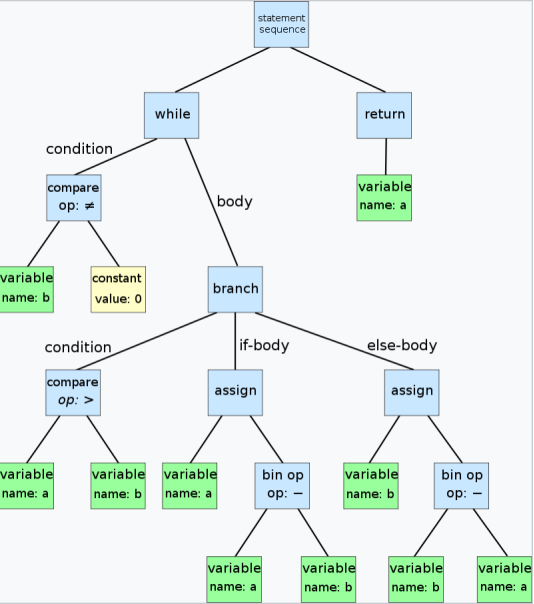 statement
sequence
while
return
condition
compare
op: ≠
body
variable
name: a
variable
name: b
constant
value: 0
branch
condition
if-body
else-body
compare
op: >
assign
assign
variable
name: a
variable
name: b
variable
name: a
bin op
op: −
variable
name: b
bin op
op: −
variable
name: a
variable
name: b
variable
name: b
variable
name: a